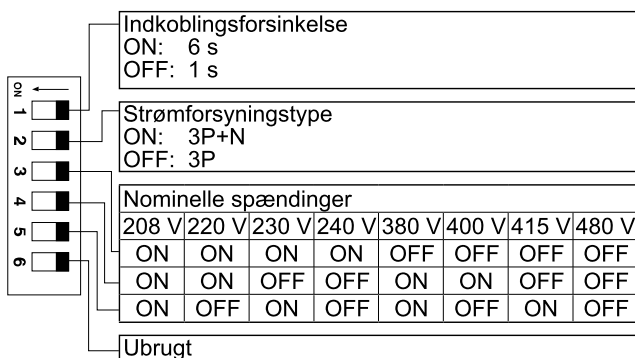 Indkoblingsforsinkelse
ON: 6 s
OFF: 1 s
ON
1
2
3
4
5
6
Strømforsyningstype
ON: 3P+N
OFF: 3P
Nominelle spændinger
208 V 220 V 230 V 240 V 380 V 400 V 415 V 480 V
ON ON ON ON OFF OFF OFF OFF
ON ON OFF OFF ON ON OFF OFF
ON OFF ON OFF ON OFF ON OFF
Ubrugt